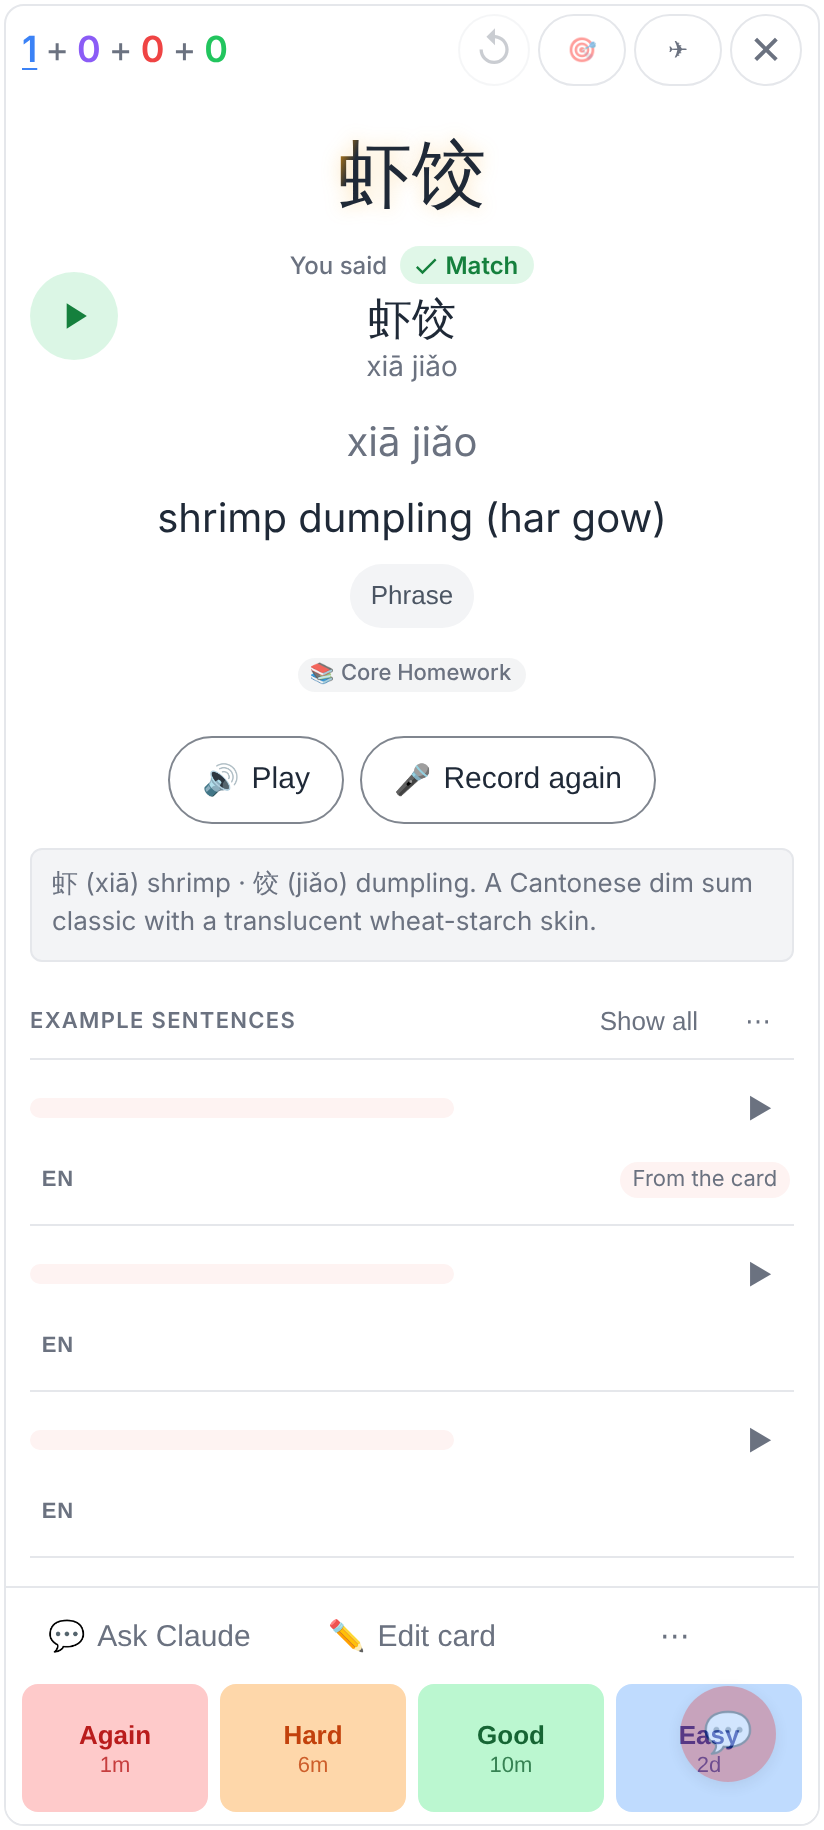 1 + 0 + 0 + 0
虾饺
You said Match
虾饺
xiā jiǎo
xiā jiǎo
shrimp dumpling (har gow)
Phrase
Core Homework
Play Record again
虾 (xiā) shrimp · 饺 (jiǎo) dumpling. A Cantonese dim sum
classic with a translucent wheat-starch skin.
EXAMPLE SENTENCES Show all ···
EN From the card
EN
EN
Ask Claude Edit card ···
Again Hard Good Easy
1m 6m 10m 2d